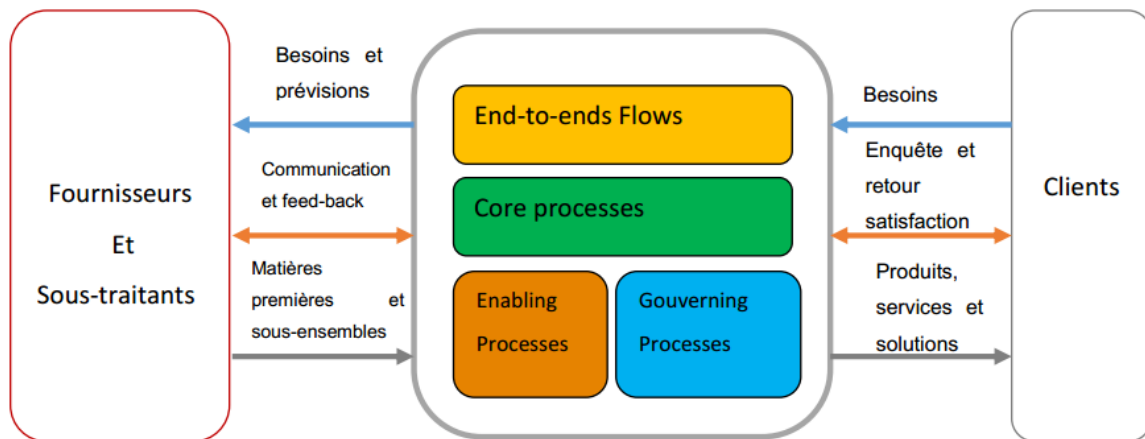 Fournisseurs
Et
Sous-traitants
Besoins et
prévisions
Communication
et feed-back
Matières
premières et
sous-ensembles
End-to-ends Flows
Core processes
Enabling
Processes
Gouverning
Processes
Besoins
Enquête et
retour
satisfaction
Produits,
services et
solutions
Clients